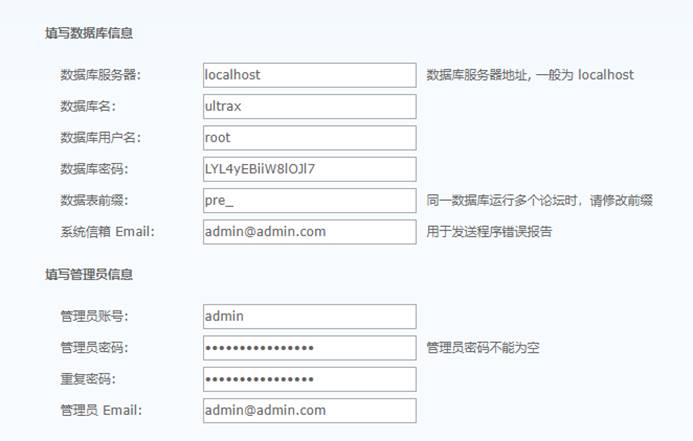 填写数据库信息
数据库服务器: localhost 数据库服务器地址, 一般为 localhost
数据库名: ultrax
数据库用户名: root
数据库密码: LYL4yEBiiW8lOJl7
数据表前缀: pre_ 同一数据库运行多个论坛时，请修改前缀
系统信箱 Email: admin@admin.com 用于发送程序错误报告
填写管理员信息
管理员账号: admin
管理员密码: •••••••••••••••• 管理员密码不能为空
重复密码: ••••••••••••••••
管理员 Email: admin@admin.com